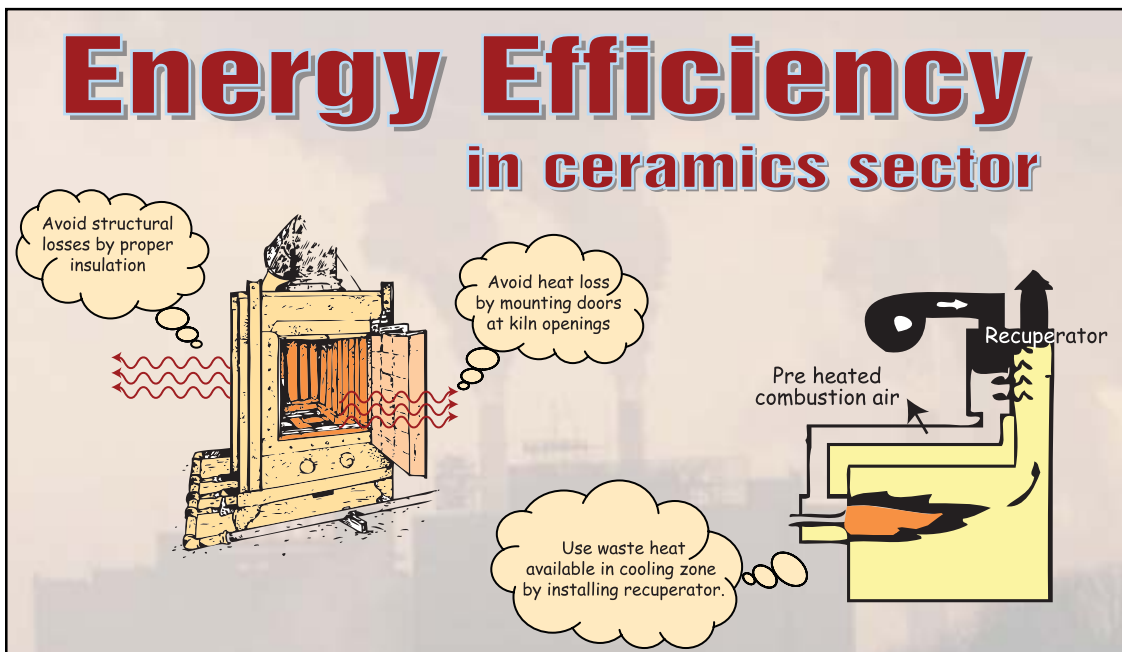 Energy Efficiency
in ceramics sector
Avoid structural
losses by proper
insulation
Avoid heat loss
by mounting doors
at kiln openings
Recuperator
Pre heated
combustion air
Use waste heat
available in cooling zone
by installing recuperator.